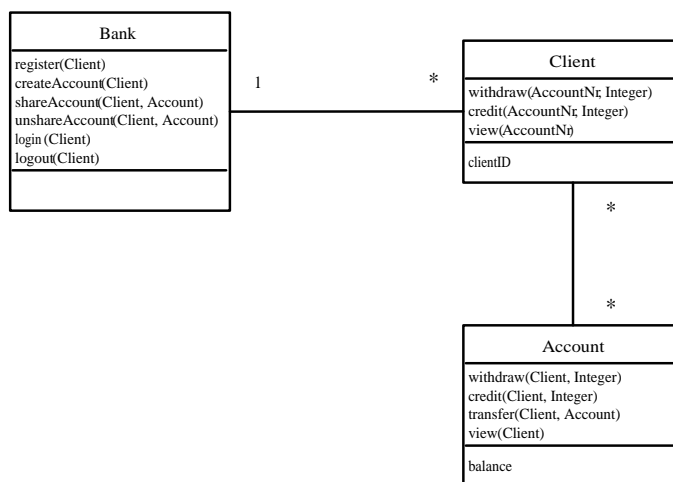 Bank
register(Client)
createAccount(Client)
shareAccount(Client, Account)
unshareAccount(Client, Account)
login (Client)
logout(Client)
1
*
Client
withdraw(AccountNr, Integer)
credit(AccountNr, Integer)
view(AccountNr)
clientID
*
*
Account
withdraw(Client, Integer)
credit(Client, Integer)
transfer(Client, Account)
view(Client)
balance